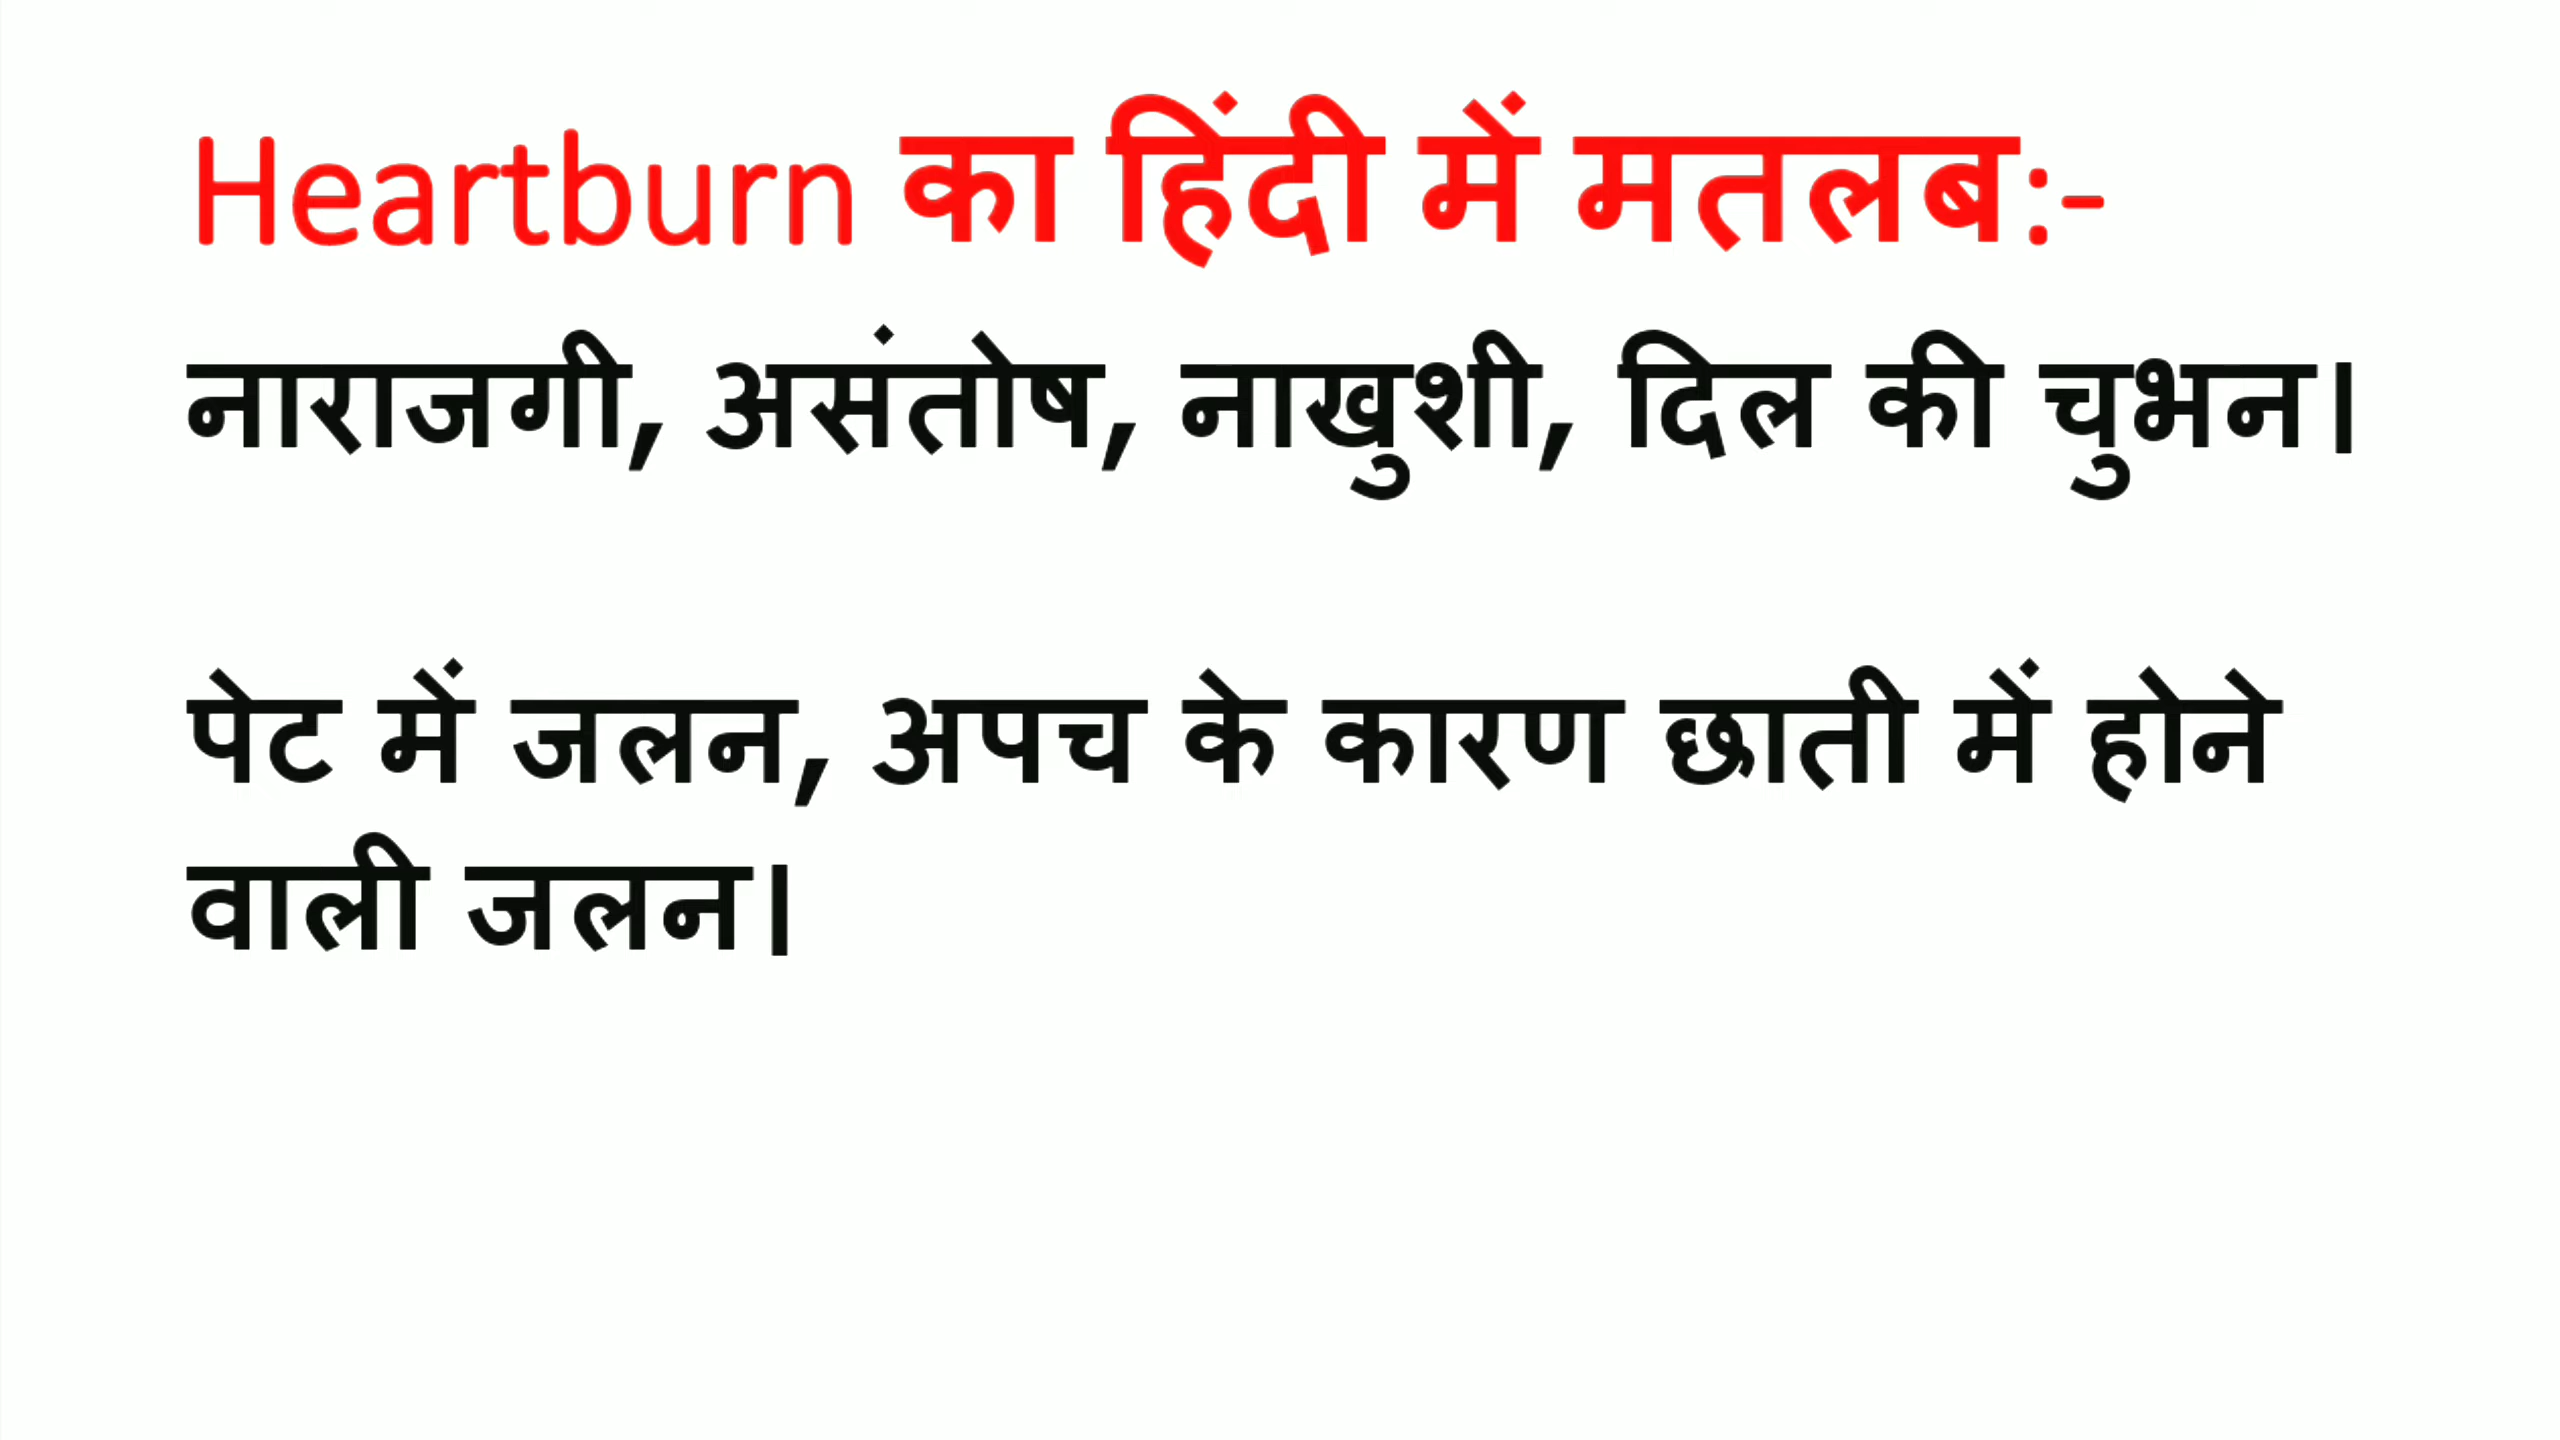 Heartburn का हिंदी में मतलब:-
नाराजगी, असंतोष, नाखुशी, दिल की चुभन।
पेट में जलन, अपच के कारण छाती में होने
वाली जलन।